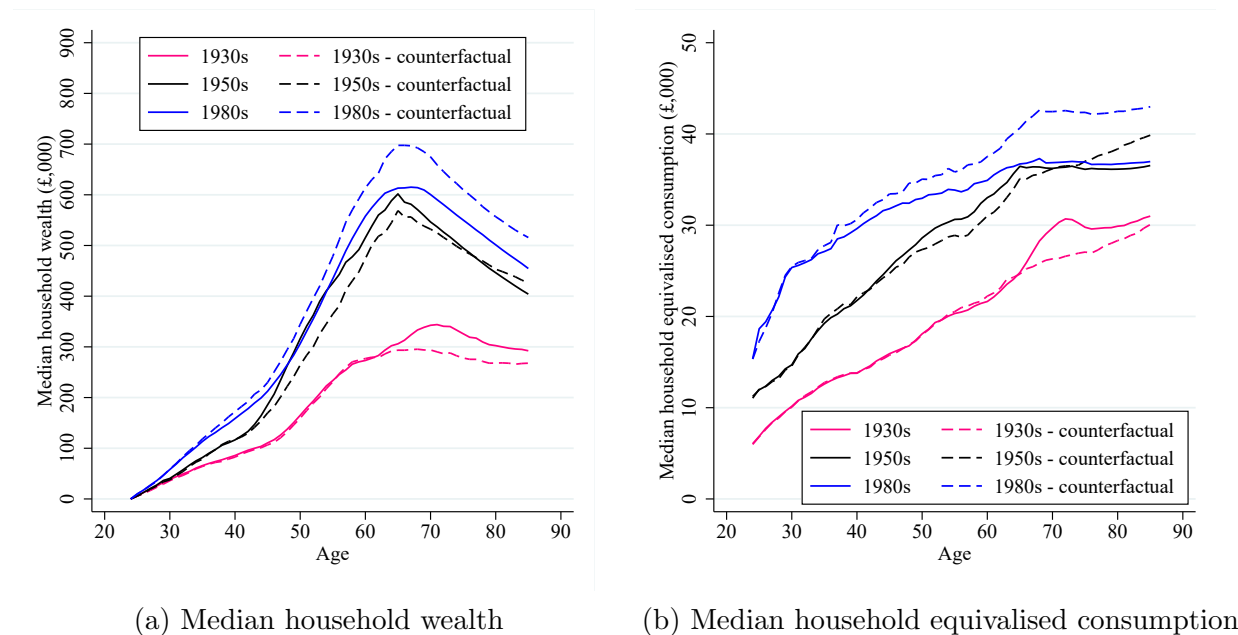 Median household wealth (£,000)
900
800
700
600
500
400
300
200
100
0
1930s
1930s - counterfactual
1950s
1950s - counterfactual
1980s
1980s - counterfactual
20 30 40 50 60 70 80 90
Age
(a) Median household wealth
Median household equivalised consumption (£,000)
50
40
30
20
10
0
1930s
1930s - counterfactual
1950s
1950s - counterfactual
1980s
1980s - counterfactual
20 30 40 50 60 70 80 90
Age
(b) Median household equivalised consumption